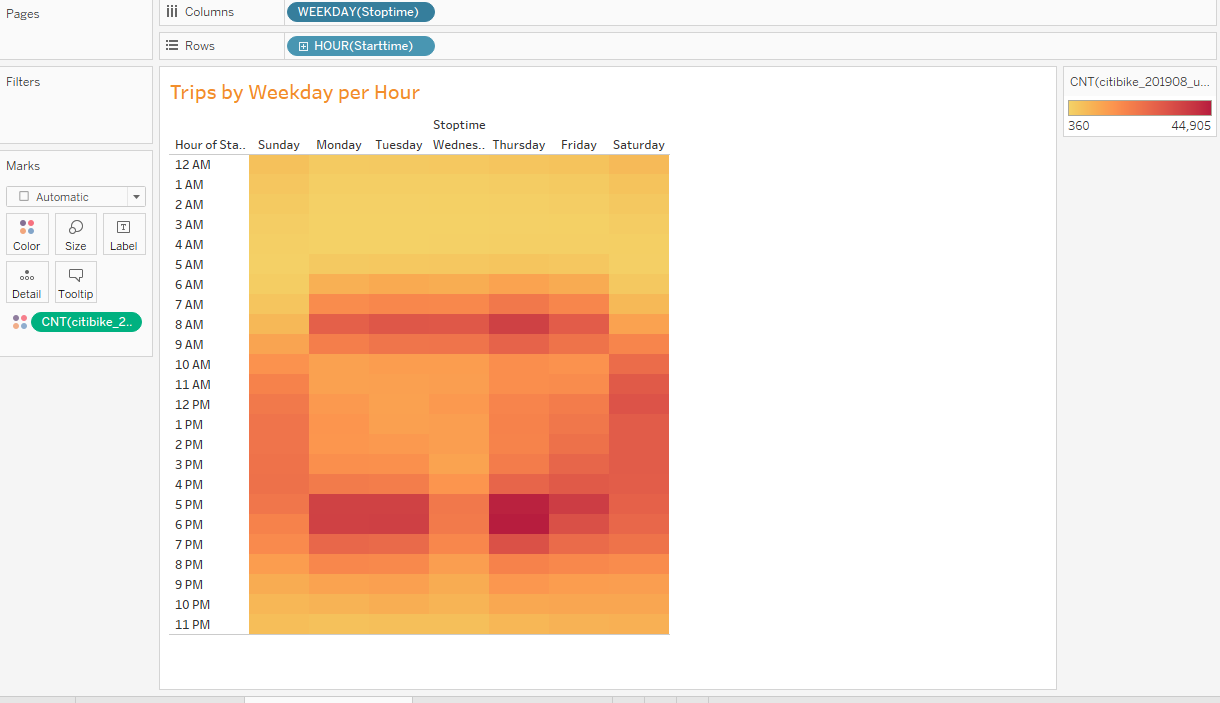 Pages
Columns
WEEKDAY(Stoptime)
Rows
HOUR(Starttime)
Filters
Marks
Automatic
Color
Size
Label
Detail
Tooltip
CNT(citibike_2..
Trips by Weekday per Hour
Stoptime
Hour of Sta.. Sunday Monday Tuesday Wednes.. Thursday Friday Saturday
12 AM
1 AM
2 AM
3 AM
4 AM
5 AM
6 AM
7 AM
8 AM
9 AM
10 AM
11 AM
12 PM
1 PM
2 PM
3 PM
4 PM
5 PM
6 PM
7 PM
8 PM
9 PM
10 PM
11 PM
CNT(citibike_201908_u...
360 44,905